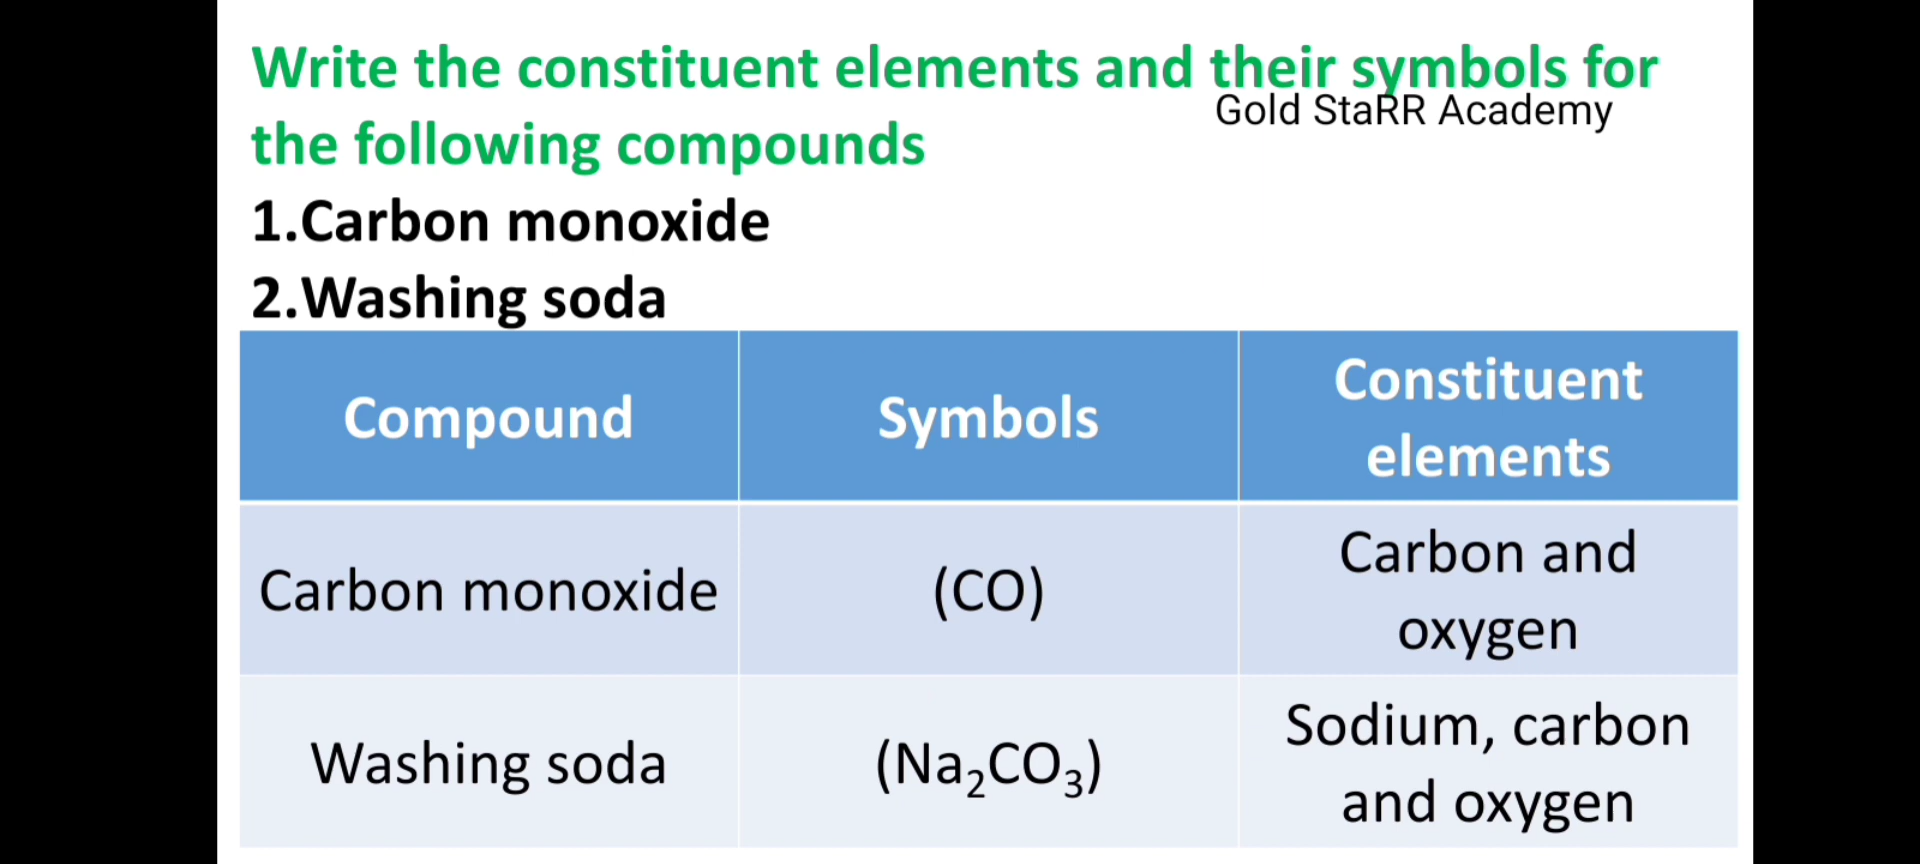 Write the constituent elements and their symbols for
Gold StaRR Academy
the following compounds
1.Carbon monoxide
2.Washing soda
Compound
Symbols
Constituent
elements
Carbon monoxide
(CO)
Carbon and
oxygen
Washing soda
(Na₂CO₃)
Sodium, carbon
and oxygen